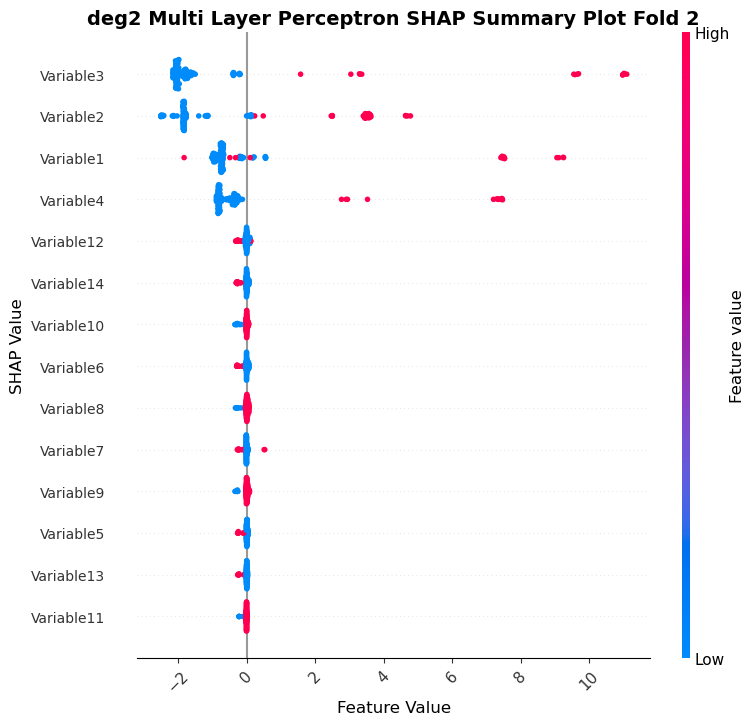 deg2 Multi Layer Perceptron SHAP Summary Plot Fold 2
High
Variable3
Variable2
Variable1
Variable4
Variable12
Variable14
Variable10
Variable6
Variable8
Variable7
Variable9
Variable5
Variable13
Variable11
SHAP Value
Feature value
Low
−2
0
2
4
6
8
10
Feature Value